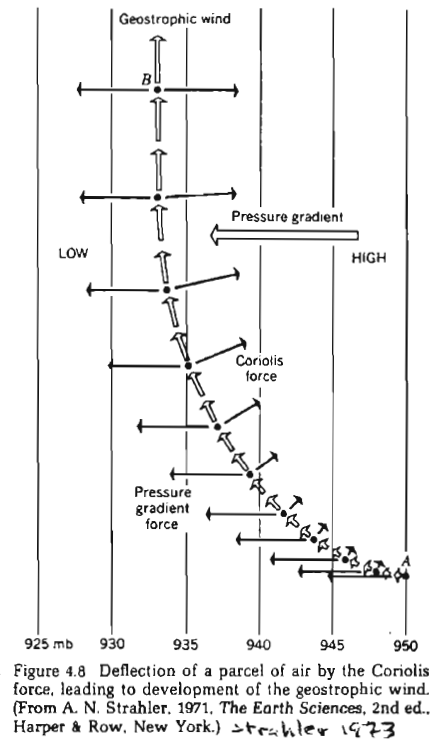 Geostrophic wind
B
Pressure gradient
LOW
HIGH
Coriolis
force
Pressure
gradient
force
A
925 mb 930 935 940 945 950
Figure 4.8 Deflection of a parcel of air by the Coriolis
force, leading to development of the geostrophic wind.
(From A. N. Strahler, 1971, The Earth Sciences, 2nd ed.,
Harper & Row, New York.) Strahler 1973